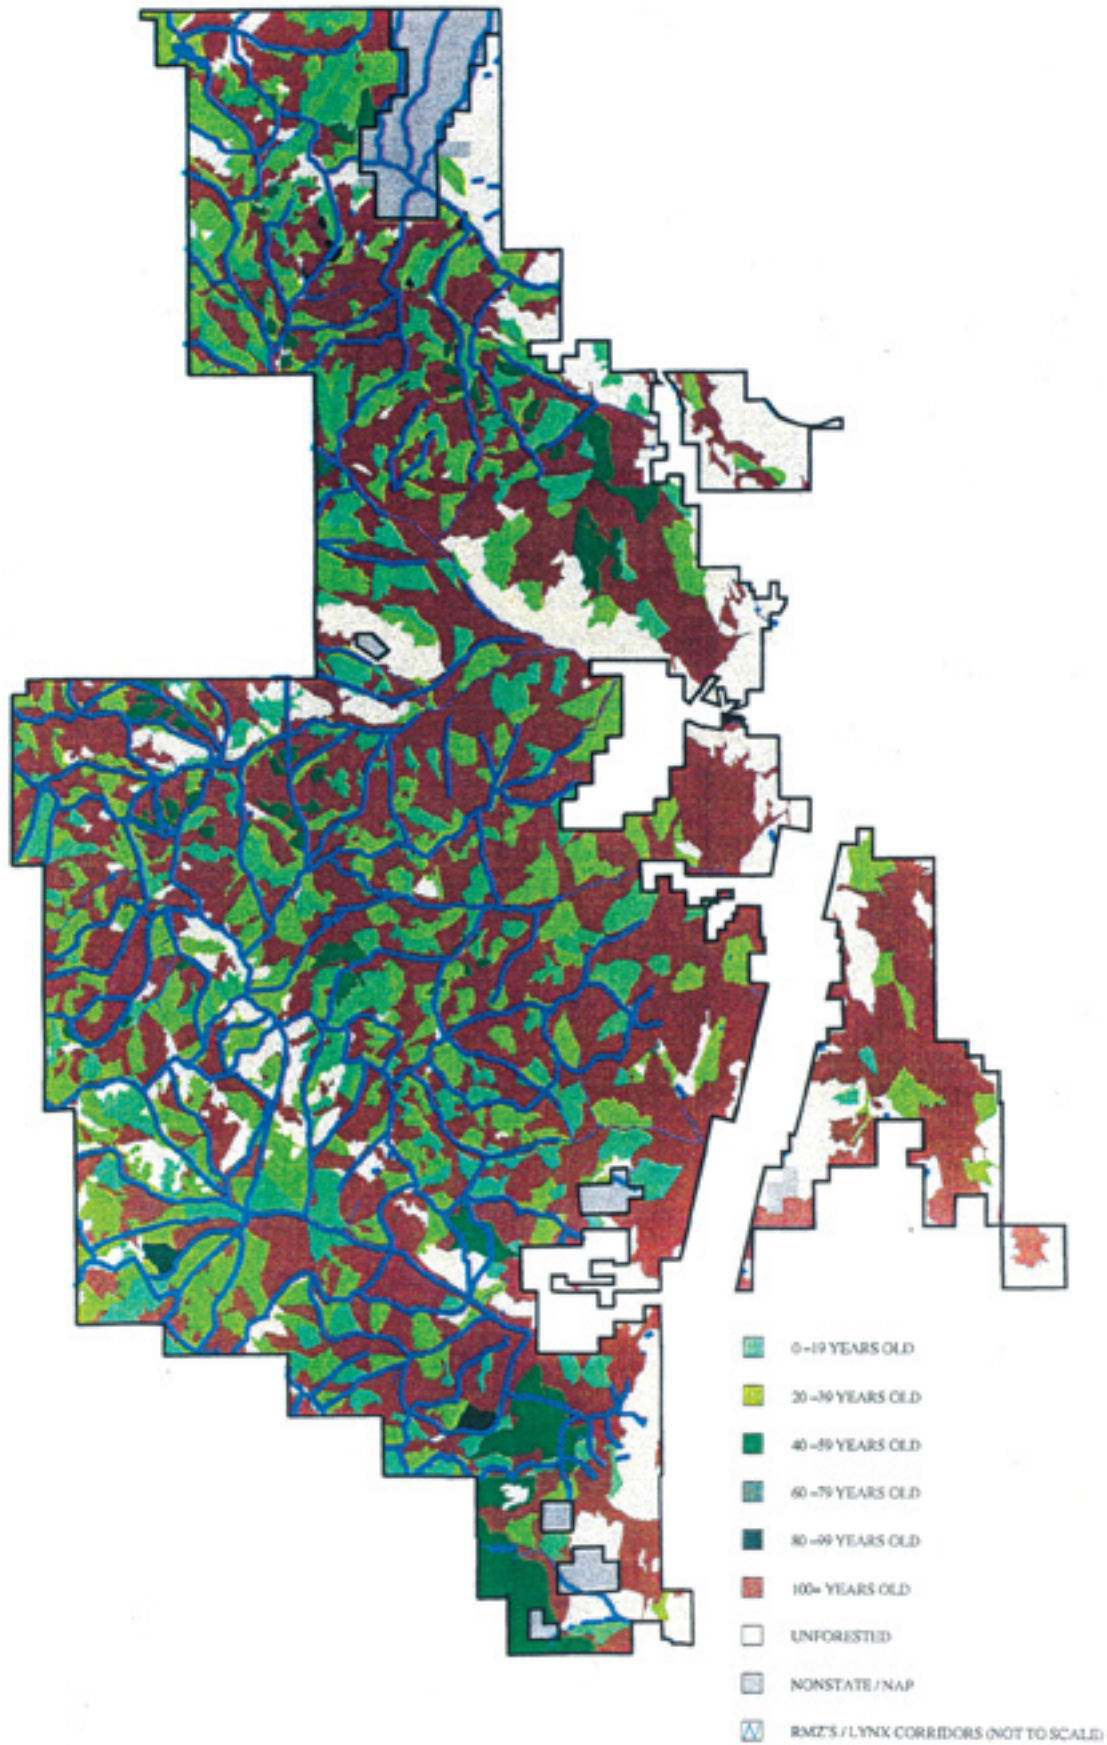 0-19 YEARS OLD
20-39 YEARS OLD
40-59 YEARS OLD
60-79 YEARS OLD
80-99 YEARS OLD
100+ YEARS OLD
UNFORESTED
NONSTATE / NAP
RMZ'S / LYNX CORRIDORS (NOT TO SCALE)